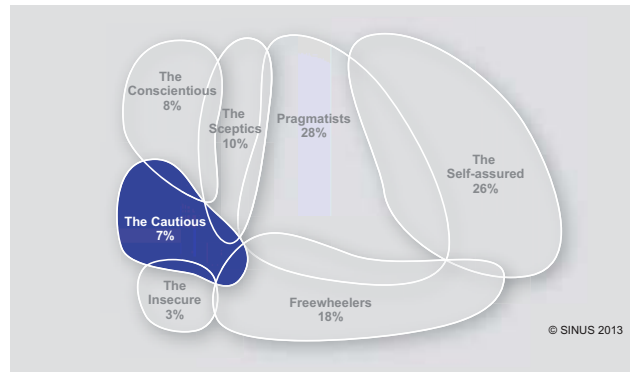 The
Conscientious
8%
The
Sceptics
10%
Pragmatists
28%
The
Self-assured
26%
The Cautious
7%
The
Insecure
3%
Freewheelers
18%
© SINUS 2013